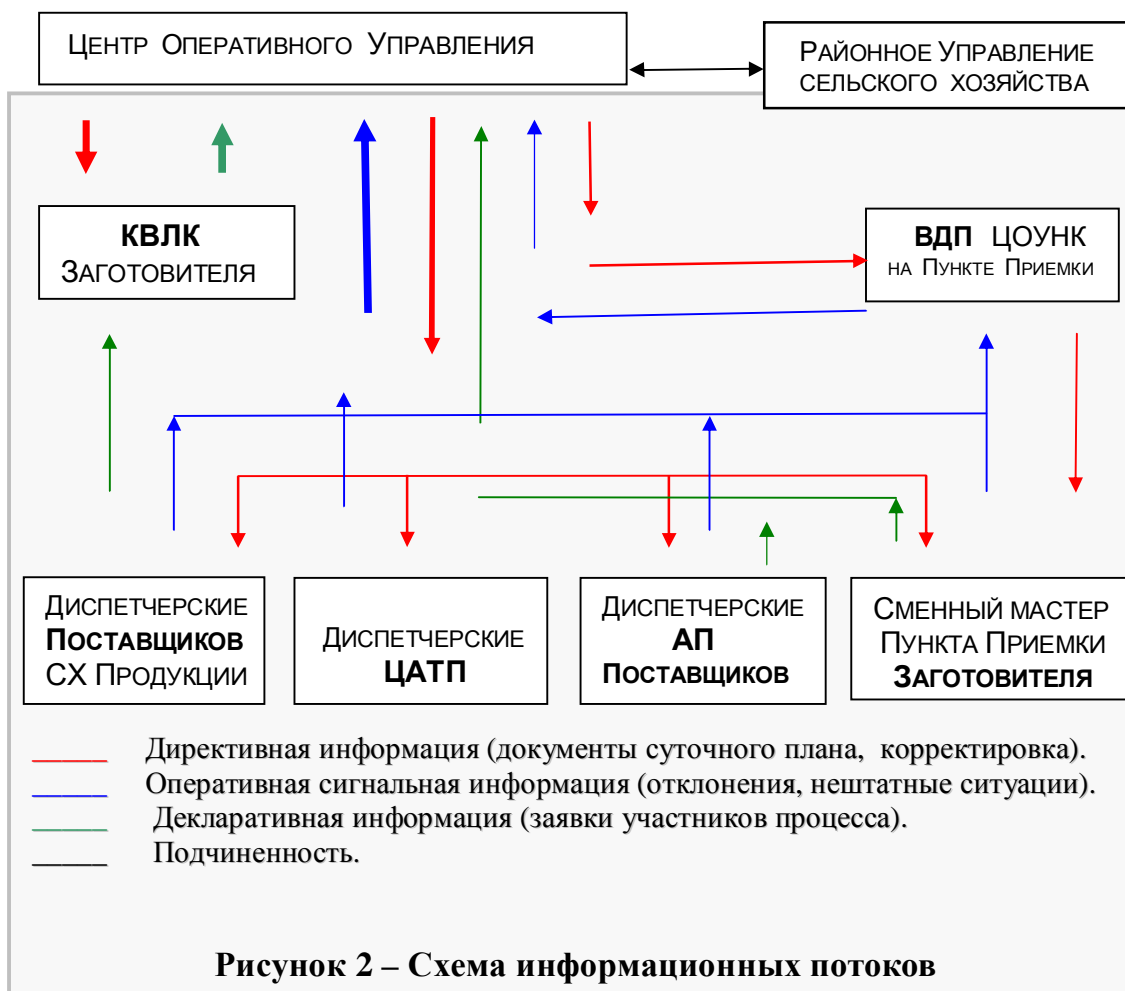 ЦЕНТР ОПЕРАТИВНОГО УПРАВЛЕНИЯ
РАЙОННОЕ УПРАВЛЕНИЕ
СЕЛЬСКОГО ХОЗЯЙСТВА
КВЛК
ЗАГОТОВИТЕЛЯ
ВДП ЦОУНК
НА ПУНКТЕ ПРИЕМКИ
ДИСПЕТЧЕРСКИЕ
ПОСТАВЩИКОВ
СХ ПРОДУКЦИИ
ДИСПЕТЧЕРСКИЕ
ЦАТП
ДИСПЕТЧЕРСКИЕ
АП
ПОСТАВЩИКОВ
СМЕННЫЙ МАСТЕР
ПУНКТА ПРИЕМКИ
ЗАГОТОВИТЕЛЯ
Директивная информация (документы суточного плана, корректировка).
Оперативная сигнальная информация (отклонения, нештатные ситуации).
Декларативная информация (заявки участников процесса).
Подчиненность.
Рисунок 2 – Схема информационных потоков